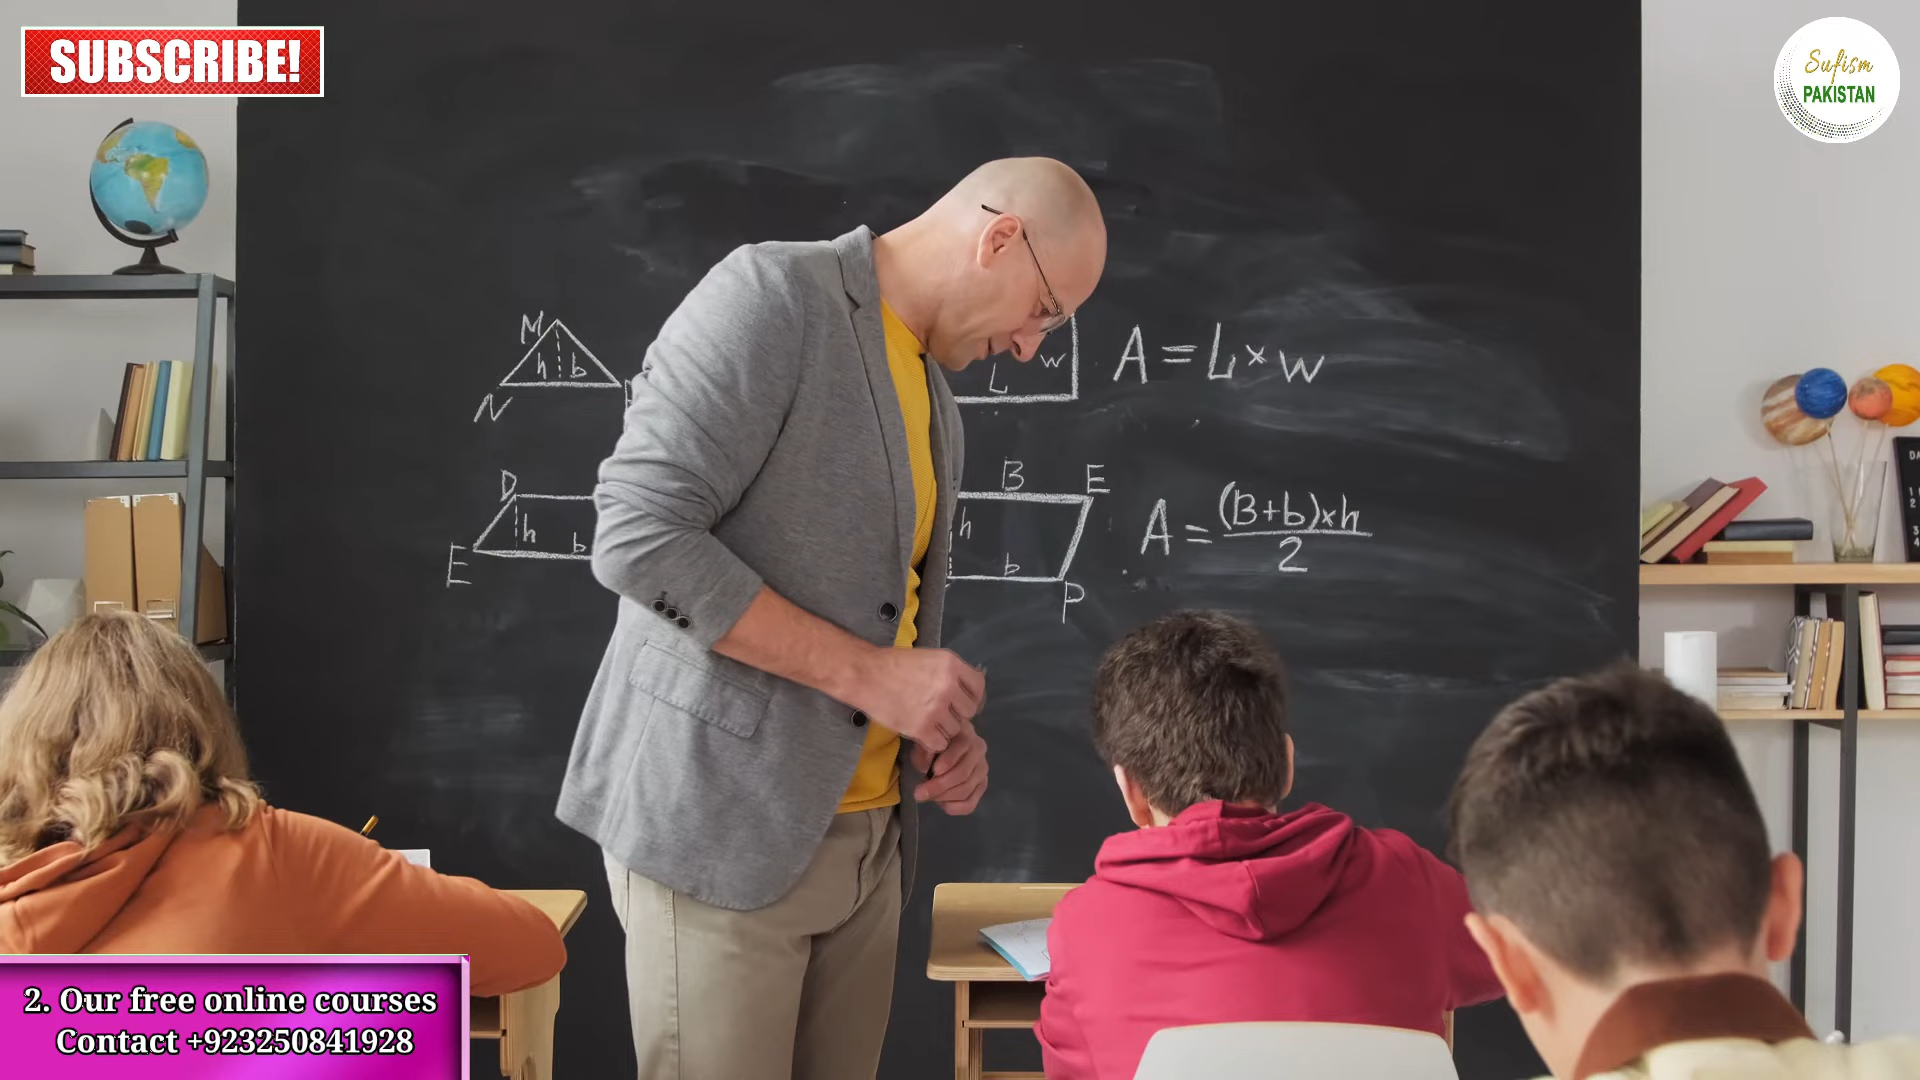 SUBSCRIBE!
Sufism
PAKISTAN
M
h b
N
w
L
A = L × w
D
h
b
E
B E
h
b
P
A = (B+b)×h
2
2. Our free online courses
Contact +923250841928